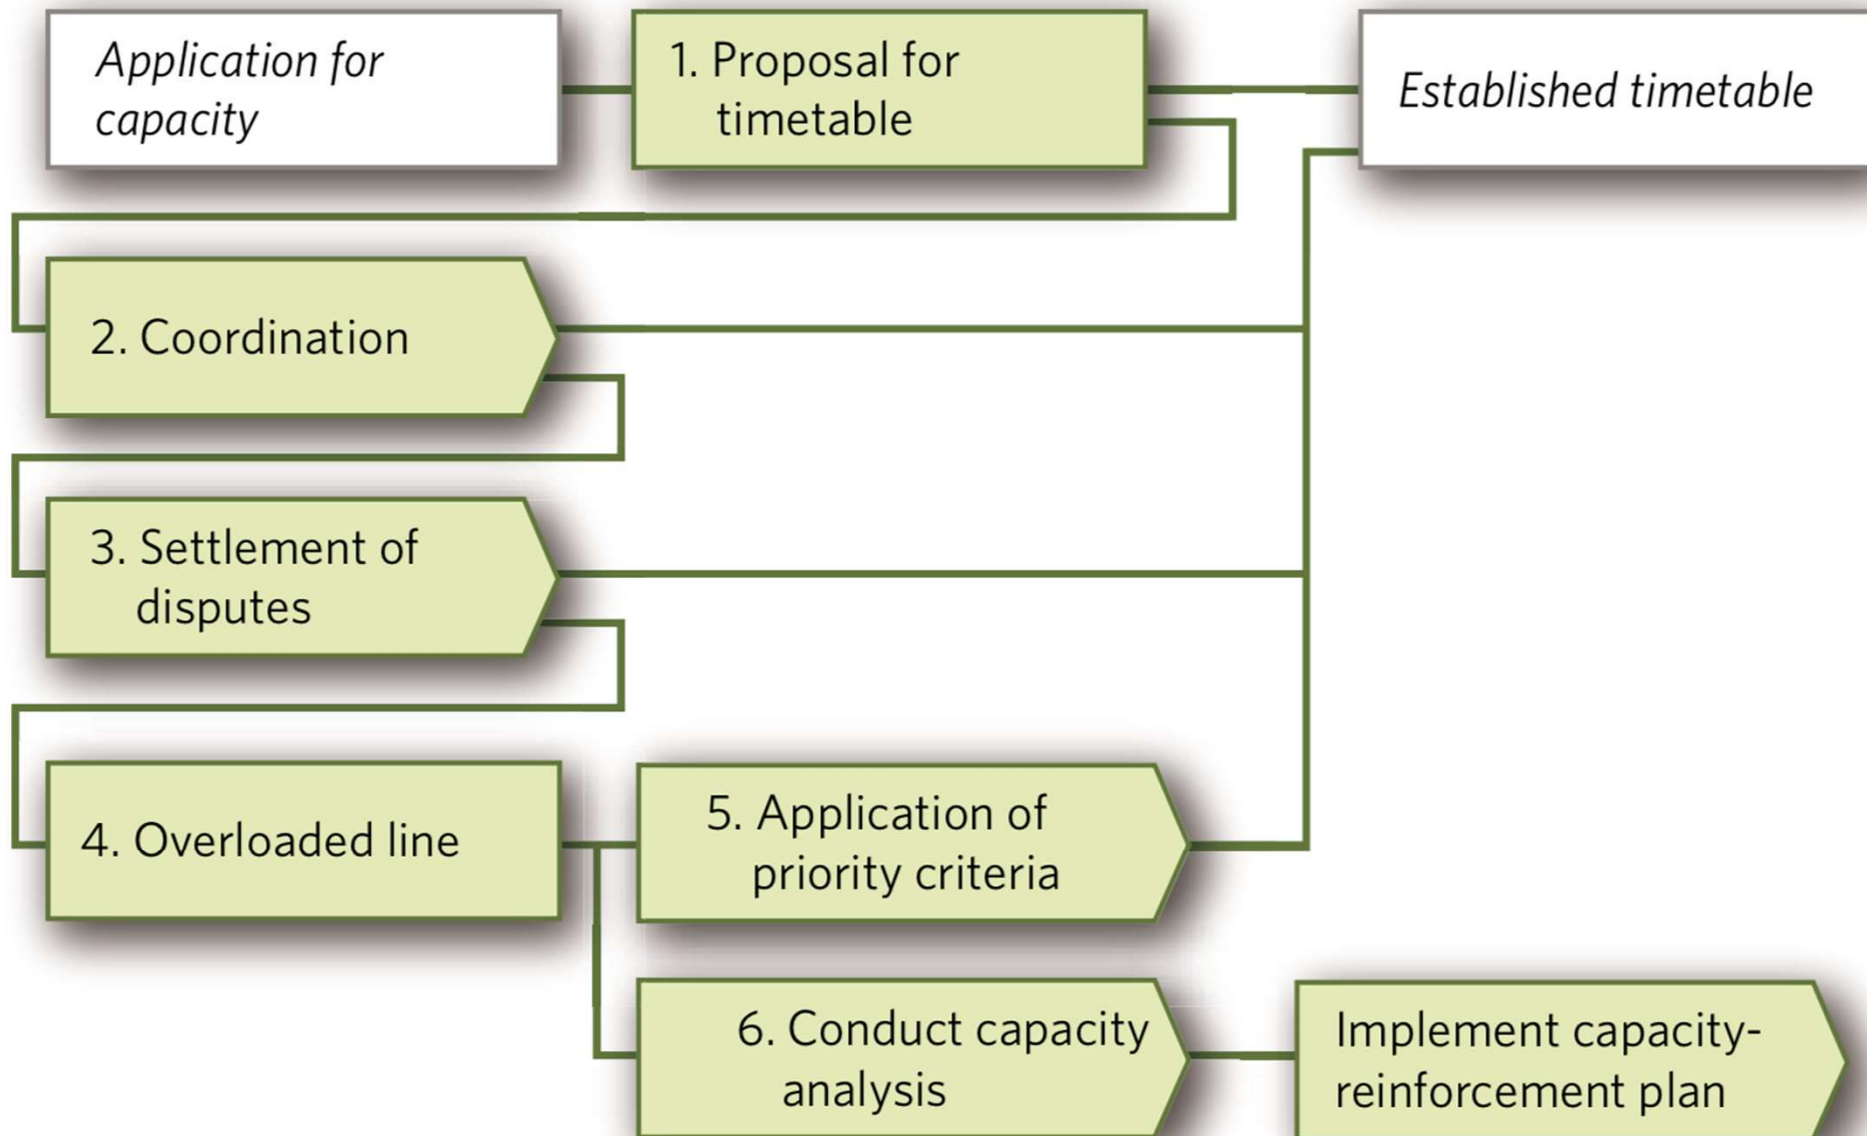 Application for
capacity
1. Proposal for
timetable
Established timetable
2. Coordination
3. Settlement of
disputes
4. Overloaded line
5. Application of
priority criteria
6. Conduct capacity
analysis
Implement capacity-
reinforcement plan